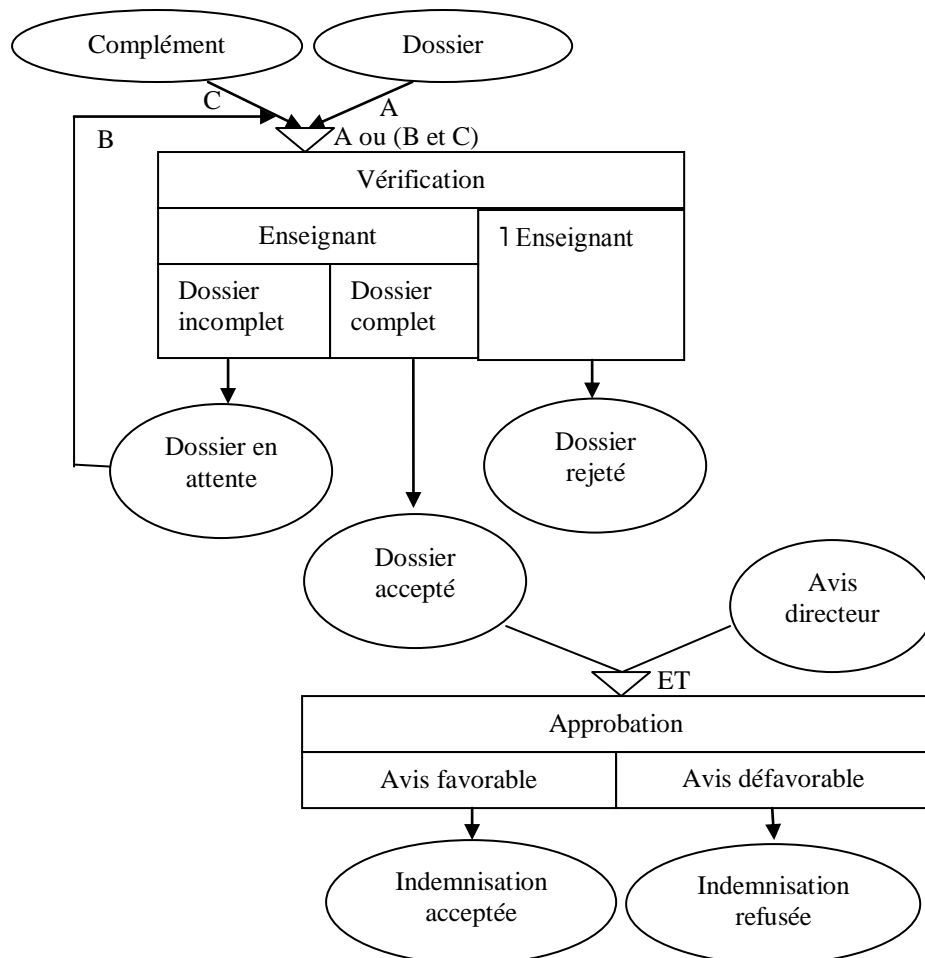 Complément
Dossier
C
A
B
A ou (B et C)
Vérification
Enseignant
˥ Enseignant
Dossier
incomplet
Dossier
complet
Dossier en
attente
Dossier
rejeté
Dossier
accepté
Avis
directeur
ET
Approbation
Avis favorable
Avis défavorable
Indemnisation
acceptée
Indemnisation
refusée